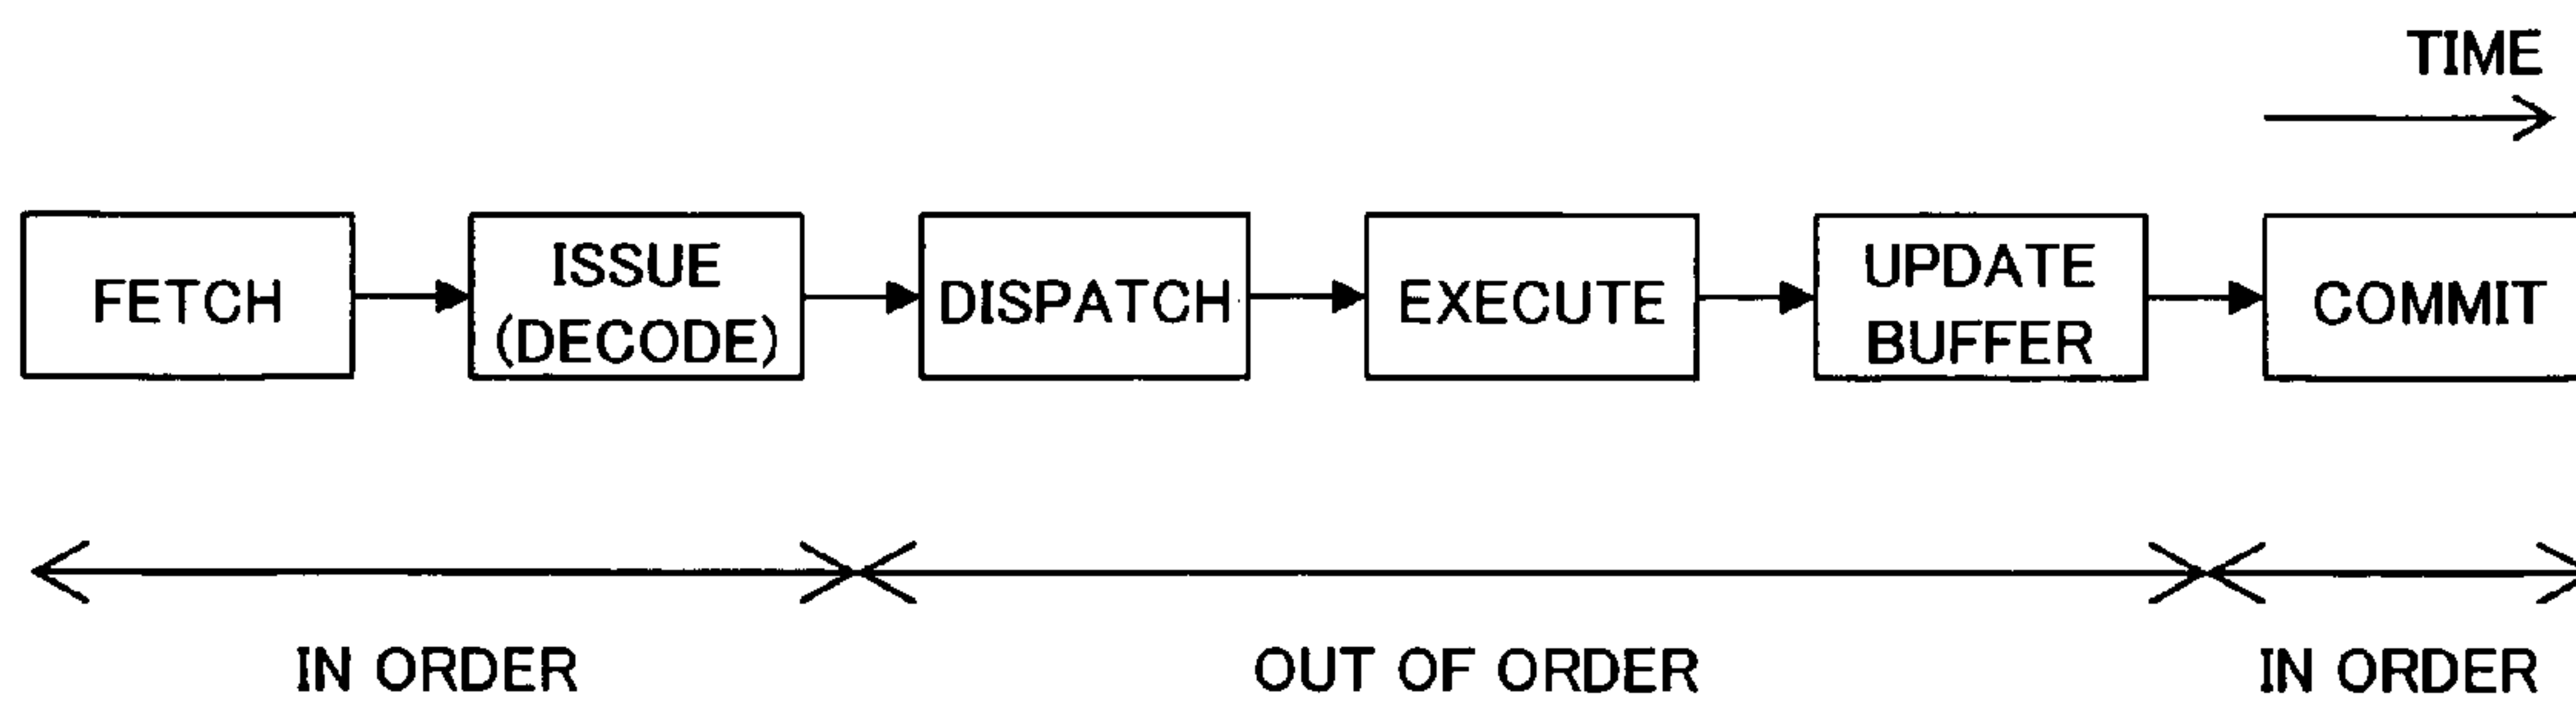 TIME
FETCH
ISSUE
(DECODE)
DISPATCH
EXECUTE
UPDATE
BUFFER
COMMIT
IN ORDER
OUT OF ORDER
IN ORDER